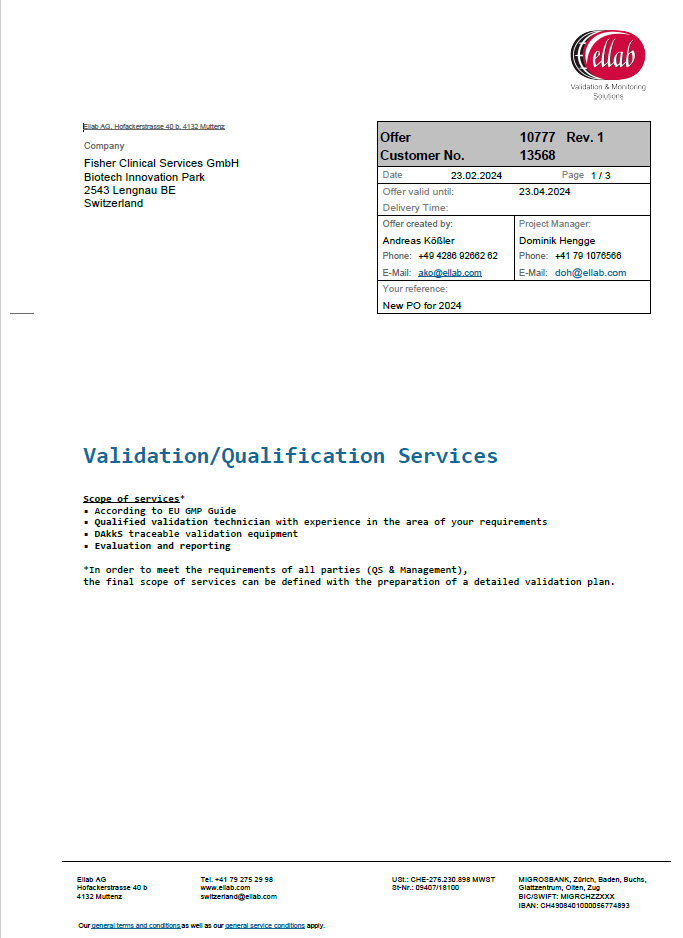 ellab
Validation & Monitoring
Solutions
Ellab AG, Hofackerstrasse 40 b, 4132 Muttenz
Company
Fisher Clinical Services GmbH
Biotech Innovation Park
2543 Lengnau BE
Switzerland
Offer 10777 Rev. 1
Customer No. 13568
Date 23.02.2024 Page 1 / 3
Offer valid until: 23.04.2024
Delivery Time:
Offer created by: Project Manager:
Andreas Kößler Dominik Hengge
Phone: +49 4286 92662 62 Phone: +41 79 1076566
E-Mail: ako@ellab.com E-Mail: doh@ellab.com
Your reference:
New PO for 2024
Validation/Qualification Services
Scope of services*
▪ According to EU GMP Guide
▪ Qualified validation technician with experience in the area of your requirements
▪ DAkkS traceable validation equipment
▪ Evaluation and reporting
*In order to meet the requirements of all parties (QS & Management),
the final scope of services can be defined with the preparation of a detailed validation plan.
Ellab AG Tel. +41 79 275 29 98 USt.: CHE-276.230.898 MWST MIGROSBANK, Zürich, Baden, Buchs,
Hofackerstrasse 40 b www.ellab.com St-Nr.: 09407/18100 Glattzentrum, Olten, Zug
4132 Muttenz switzerland@ellab.com BIC/SWIFT: MIGRCHZZXXX
IBAN: CH4908401000056774893
Our general terms and conditions as well as our general service conditions apply.